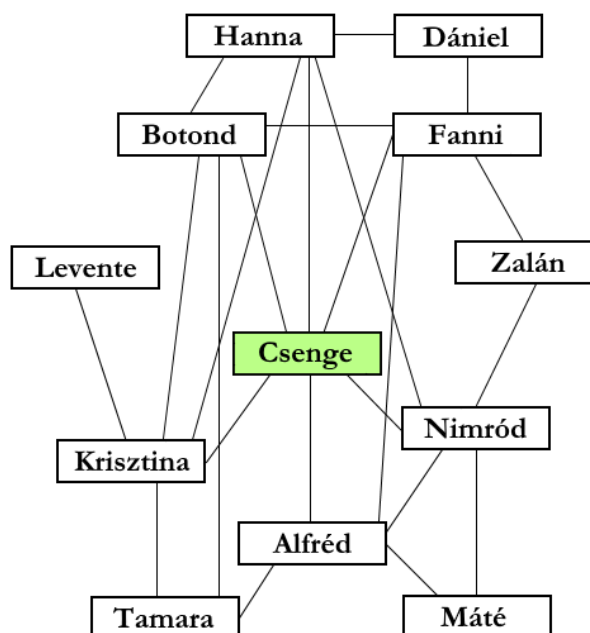 Hanna
Dániel
Botond
Fanni
Levente
Zalán
Csenge
Nimród
Krisztina
Alfréd
Tamara
Máté